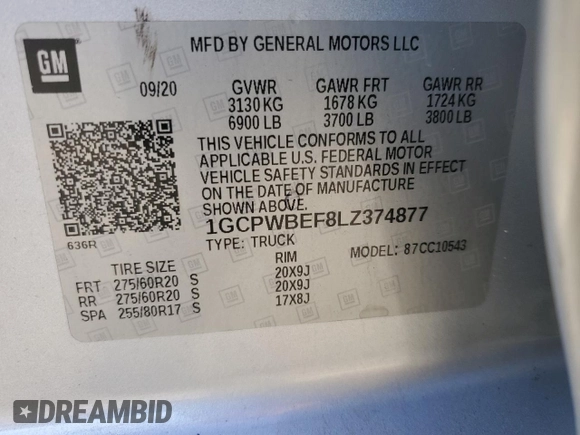 GM
MFD BY GENERAL MOTORS LLC
09/20 GVWR GAWR FRT GAWR RR
3130 KG 1678 KG 1724 KG
6900 LB 3700 LB 3800 LB
THIS VEHICLE CONFORMS TO ALL
APPLICABLE U.S. FEDERAL MOTOR
VEHICLE SAFETY STANDARDS IN EFFECT
ON THE DATE OF MANUFACTURE
SHOWN ABOVE.
1GCPWBEF8LZ374877
636R
TYPE: TRUCK 87CC10543
TIRE SIZE RIM
FRT 275/60R20 S 20X9J
RR 275/60R20 S 20X9J
SPA 255/80R17 S 17X8J
DREAMBID